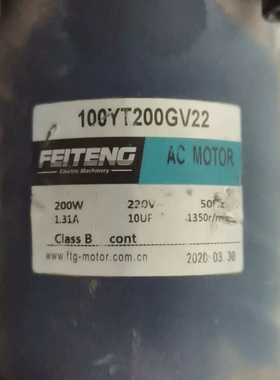 100YT200GV22
FEITENG AC MOTOR
Electric Machinery
200W 220V~ 50Hz
1.31A 10UF 1350r/min
Class B cont
www.ftg-motor.com.cn 2020 03 30